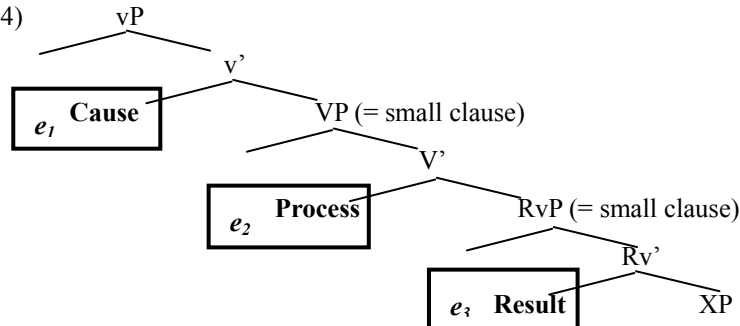 4) vP
v’
Cause
e₁
VP (= small clause)
V’
Process
e₂
RvP (= small clause)
Rv’
e₃ Result
XP